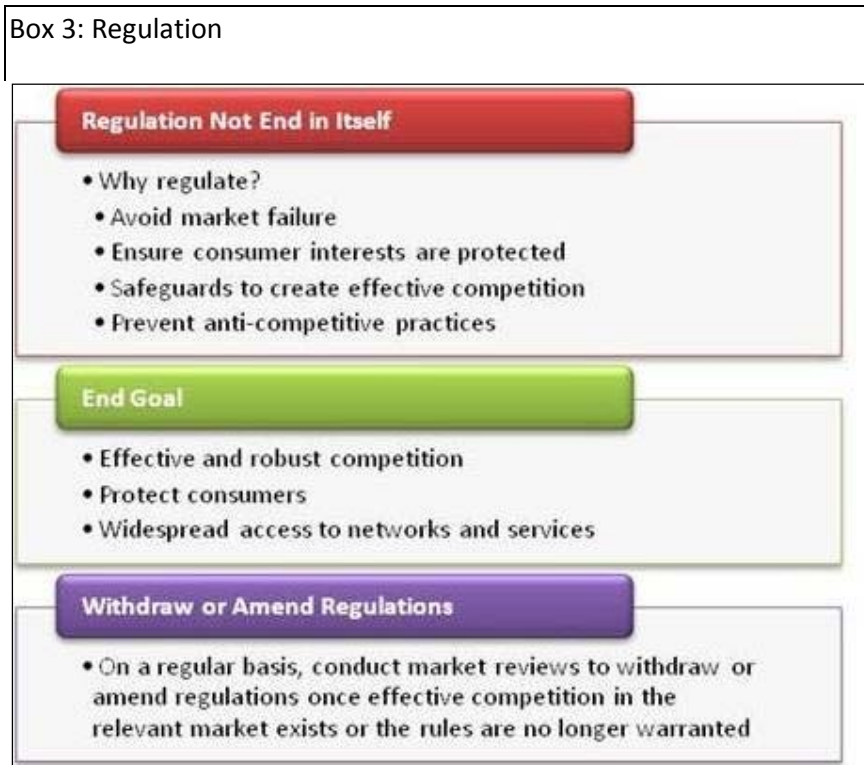 Box 3: Regulation
Regulation Not End in Itself
• Why regulate?
• Avoid market failure
• Ensure consumer interests are protected
• Safeguards to create effective competition
• Prevent anti-competitive practices
End Goal
• Effective and robust competition
• Protect consumers
• Widespread access to networks and services
Withdraw or Amend Regulations
• On a regular basis, conduct market reviews to withdraw or
amend regulations once effective competition in the
relevant market exists or the rules are no longer warranted